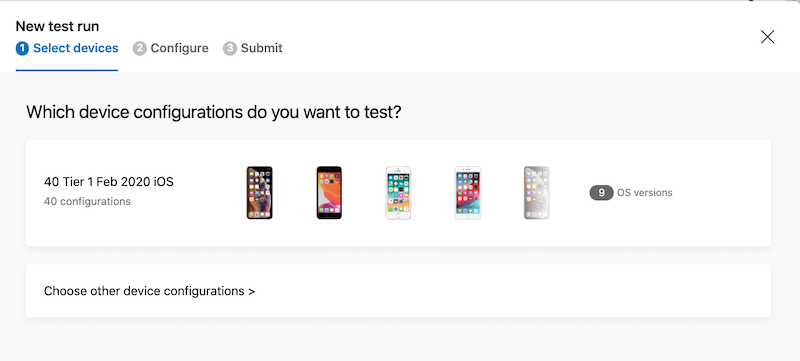 New test run
1 Select devices 2 Configure 3 Submit
Which device configurations do you want to test?
40 Tier 1 Feb 2020 iOS
40 configurations
9 OS versions
Choose other device configurations >